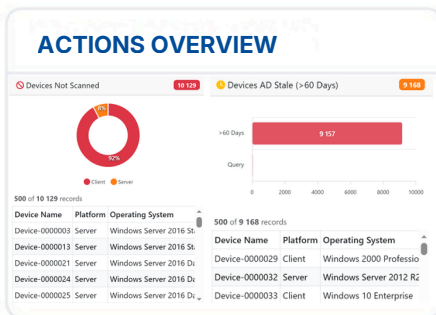 ACTIONS OVERVIEW
Devices Not Scanned 10 129
8%
92%
Client Server
500 of 10 129 records
Device Name Platform Operating System
Device-0000003 Server Windows Server 2016 Sta
Device-0000013 Server Windows Server 2016 Sta
Device-0000021 Server Windows Server 2016 Da
Device-0000024 Server Windows Server 2016 Da
Device-0000025 Server Windows Server 2016 Da
Devices AD Stale (>60 Days) 9 168
>60 Days 9 157
Query
0 2000 4000 6000 8000 10000
500 of 9 168 records
Device Name Platform Operating System
Device-0000029 Client Windows 2000 Professio
Device-0000032 Server Windows Server 2012 R2
Device-0000033 Client Windows 10 Enterprise